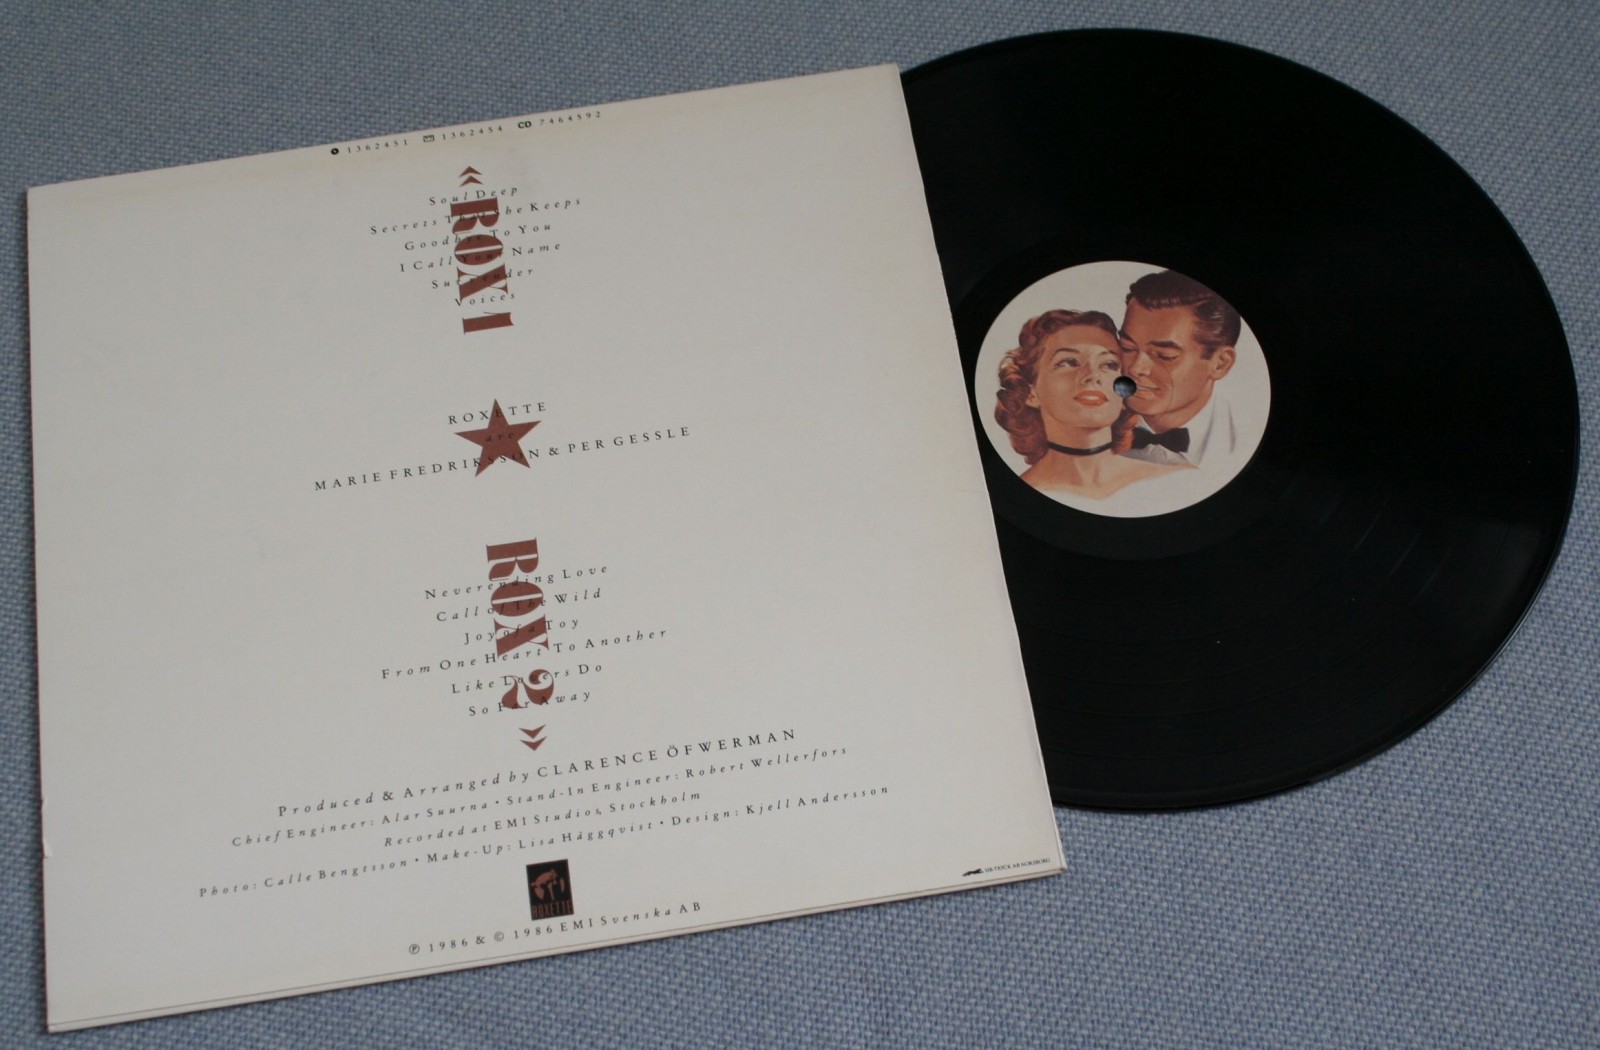 1362451 1362454 CD 7464592
Soul Deep
Secrets That She Keeps
Goodbye To You
I Call Your Name
Surrender
Voices
ROX 1
ROXETTE
are
MARIE FREDRIKSSON & PER GESSLE
ROX 2
Neverending Love
Call of The Wild
Joy of a Toy
From One Heart To Another
Like Lovers Do
So Far Away
Produced & Arranged by CLARENCE ÖFWERMAN
Chief Engineer: Alar Suurna • Stand-In Engineer: Robert Wellerfors
Recorded at EMI Studios, Stockholm
Photo: Calle Bengtsson • Make-Up: Lisa Häggqvist • Design: Kjell Andersson
ROXETTE
℗ 1986 & © 1986 EMI Svenska AB